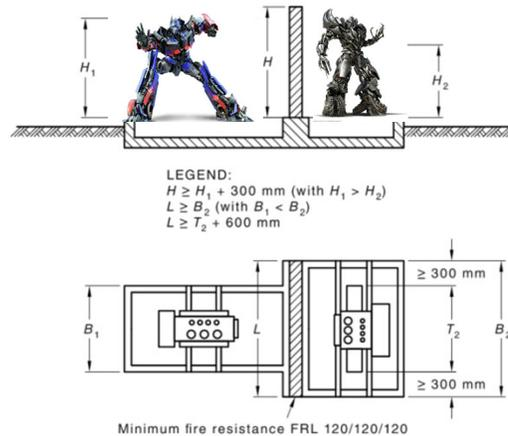 H₁
H
H₂
LEGEND:
H ≥ H₁ + 300 mm (with H₁ > H₂)
L ≥ B₂ (with B₁ < B₂)
L ≥ T₂ + 600 mm
≥ 300 mm
B₁
L
T₂
B₂
≥ 300 mm
Minimum fire resistance FRL 120/120/120